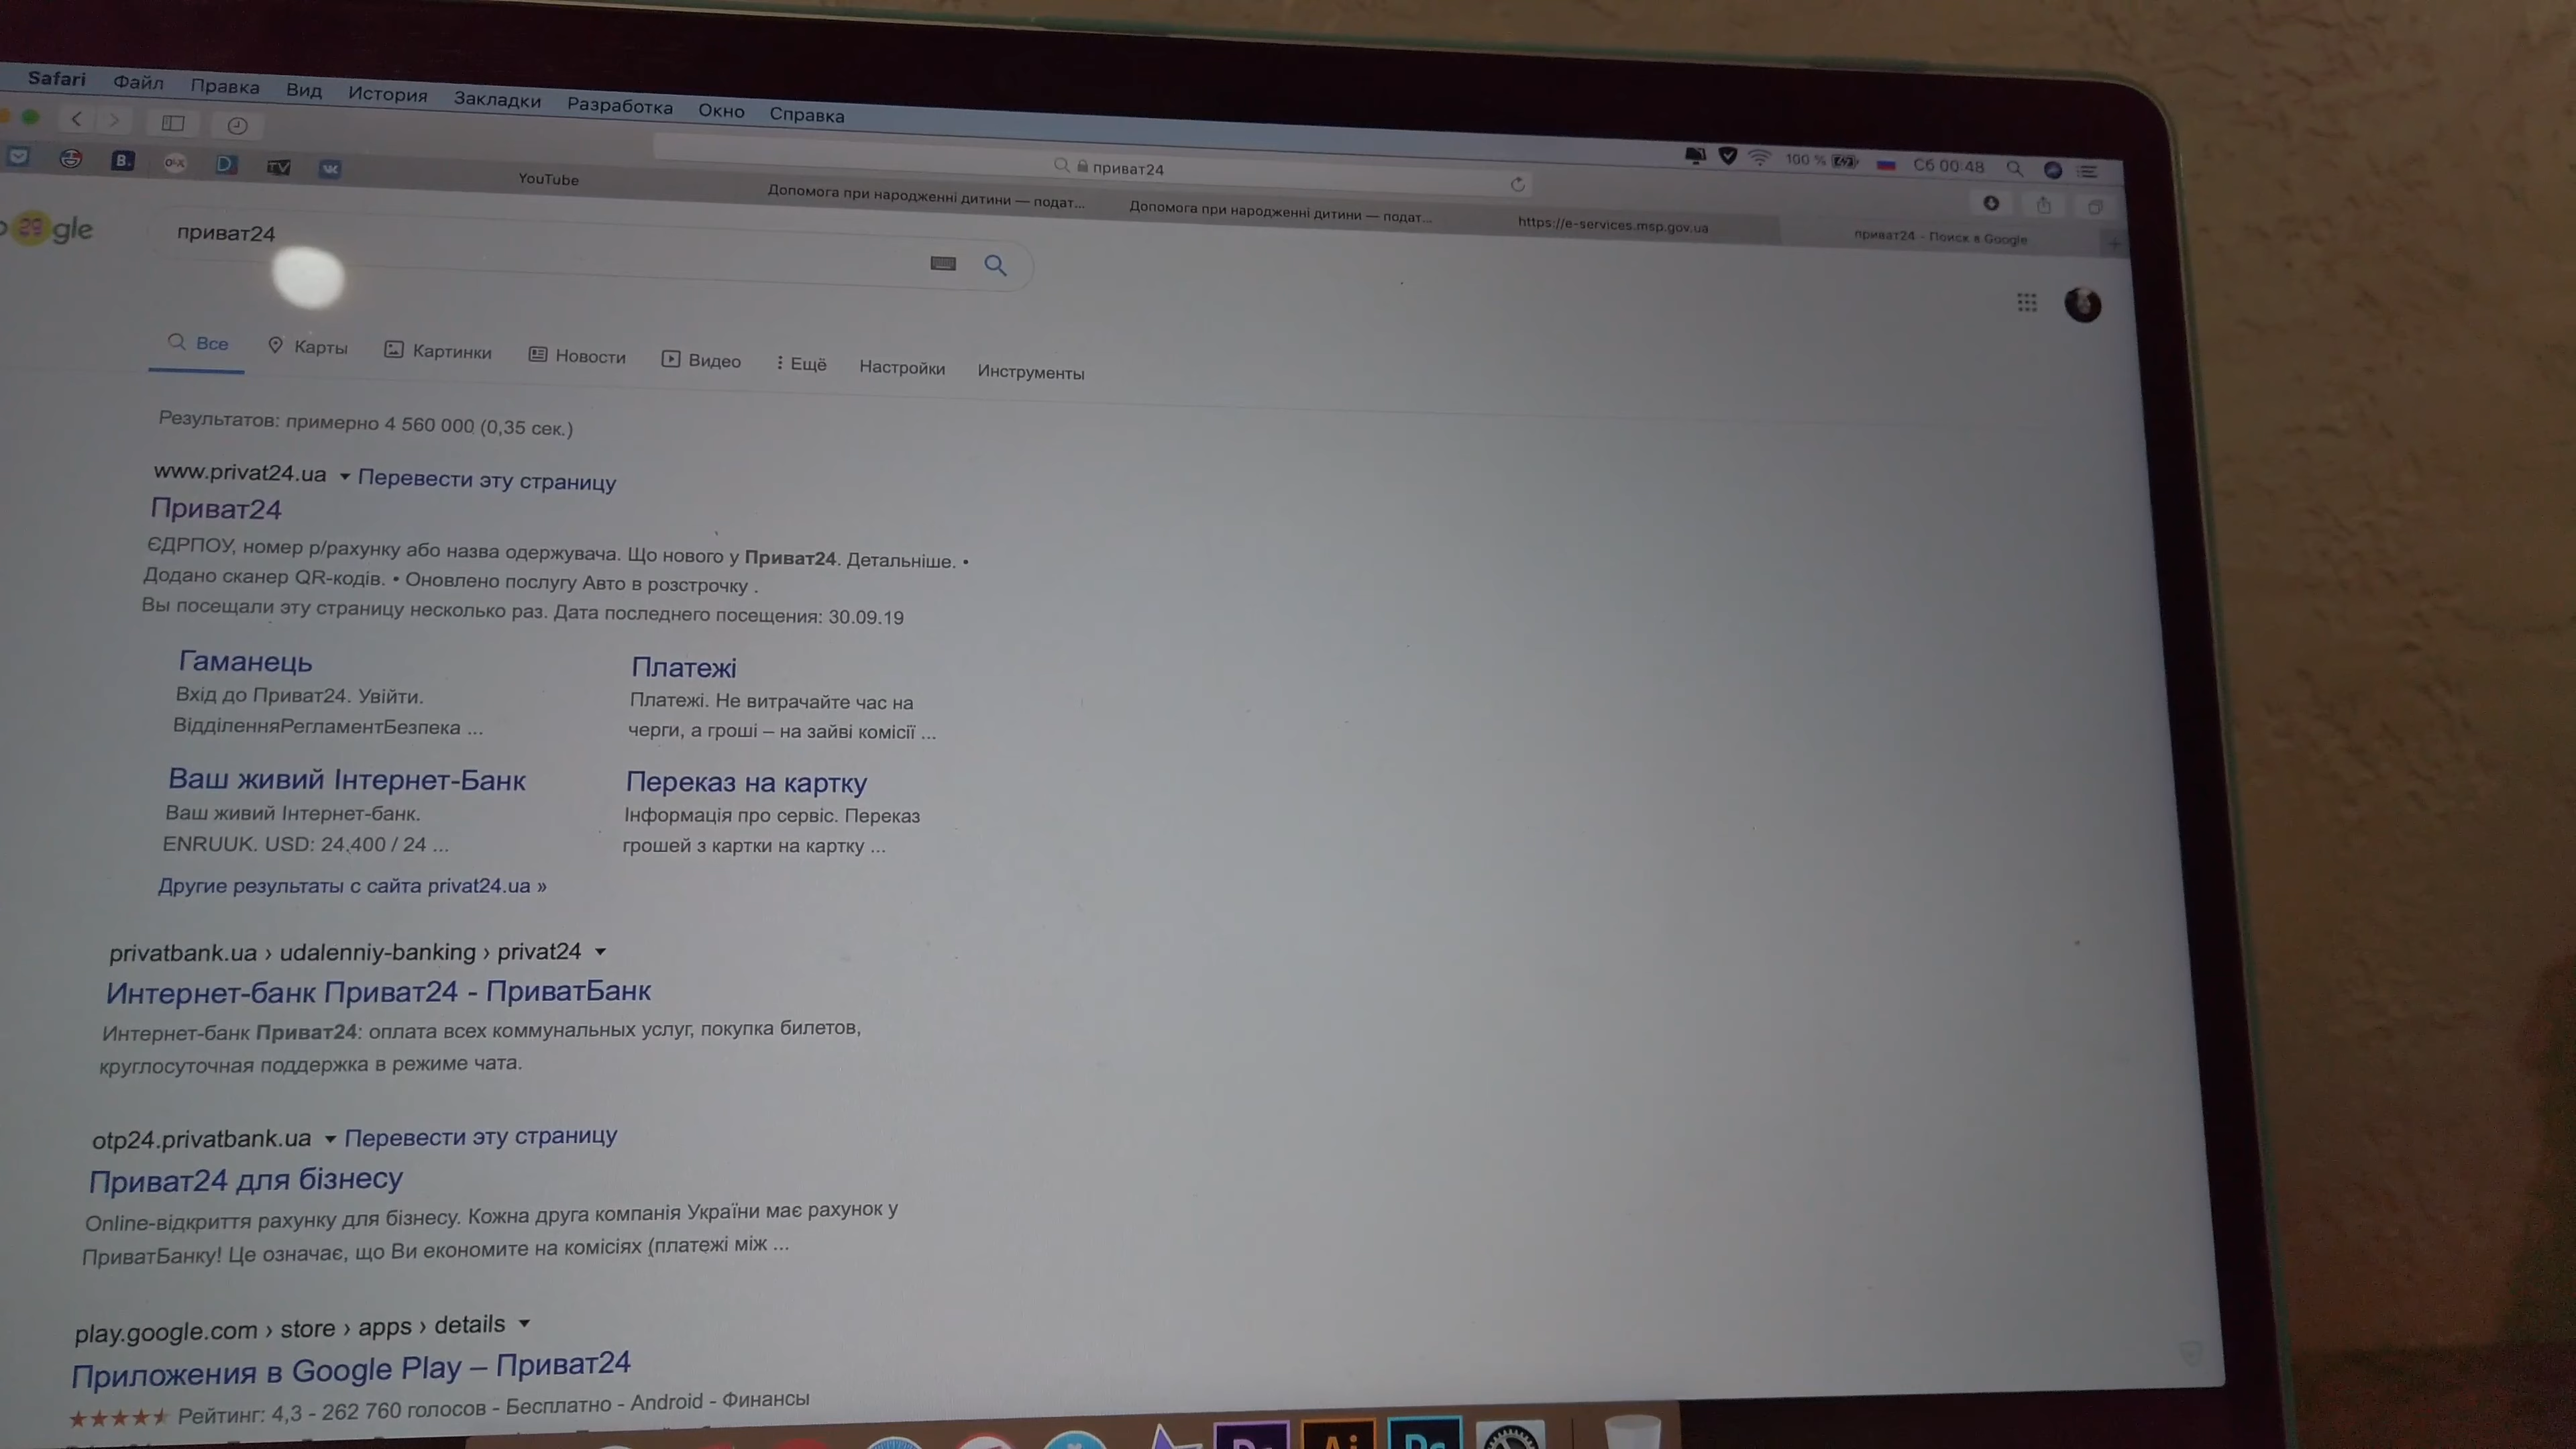 Safari Файл Правка Вид История Закладки Разработка Окно Справка
100 % Сб 00:48
приват24
B. OLX D TV
YouTube
Допомога при народженні дитини — подат...
Допомога при народженні дитини — подат...
https://e-services.msp.gov.ua
приват24 - Поиск в Google
gle
приват24
Все Карты Картинки Новости Видео Ещё Настройки Инструменты
Результатов: примерно 4 560 000 (0,35 сек.)
www.privat24.ua Перевести эту страницу
Приват24
ЄДРПОУ, номер р/рахунку або назва одержувача. Що нового у Приват24. Детальніше. •
Додано сканер QR-кодів. • Оновлено послугу Авто в розстрочку .
Вы посещали эту страницу несколько раз. Дата последнего посещения: 30.09.19
Гаманець
Вхід до Приват24. Увійти.
ВідділенняРегламентБезпека ...
Платежі
Платежі. Не витрачайте час на
черги, а гроші – на зайві комісії ...
Ваш живий Інтернет-Банк
Ваш живий Інтернет-банк.
ENRUUK. USD: 24.400 / 24 ...
Переказ на картку
Інформація про сервіс. Переказ
грошей з картки на картку ...
Другие результаты с сайта privat24.ua »
privatbank.ua › udalenniy-banking › privat24
Интернет-банк Приват24 - ПриватБанк
Интернет-банк Приват24: оплата всех коммунальных услуг, покупка билетов,
круглосуточная поддержка в режиме чата.
otp24.privatbank.ua Перевести эту страницу
Приват24 для бізнесу
Online-відкриття рахунку для бізнесу. Кожна друга компанія України має рахунок у
ПриватБанку! Це означає, що Ви економите на комісіях (платежі між ...
play.google.com › store › apps › details
Приложения в Google Play – Приват24
Рейтинг: 4,3 - 262 760 голосов - Бесплатно - Android - Финансы